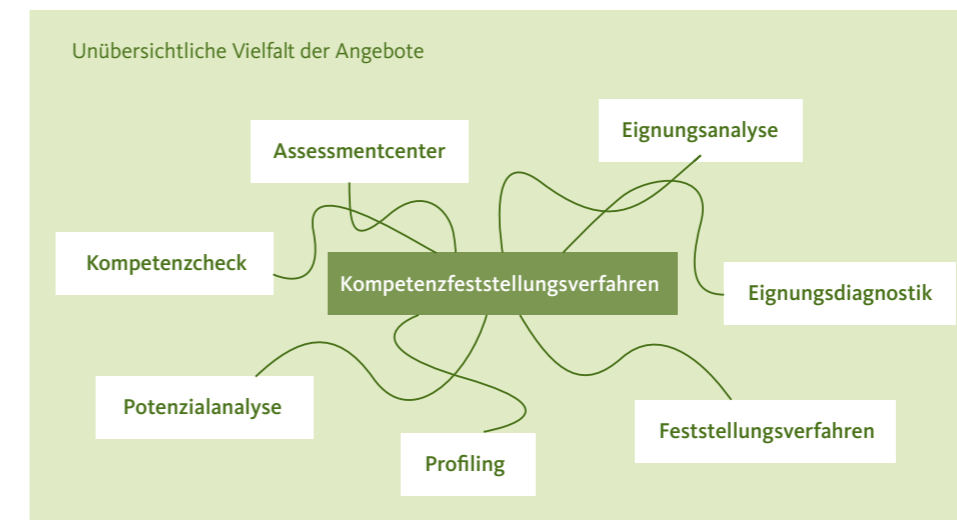 Unübersichtliche Vielfalt der Angebote
Eignungsanalyse
Assessmentcenter
Kompetenzcheck
Kompetenzfeststellungsverfahren
Eignungsdiagnostik
Potenzialanalyse
Feststellungsverfahren
Profiling